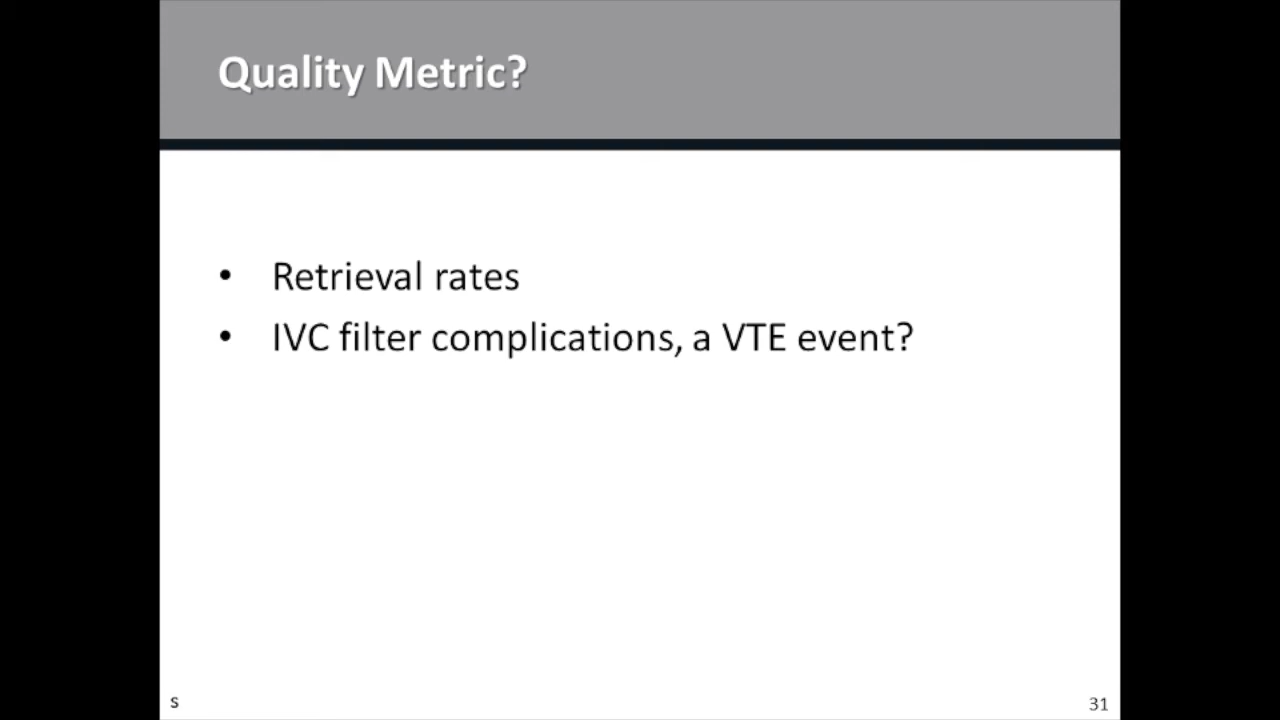 Quality Metric?
• Retrieval rates
• IVC filter complications, a VTE event?
s
31